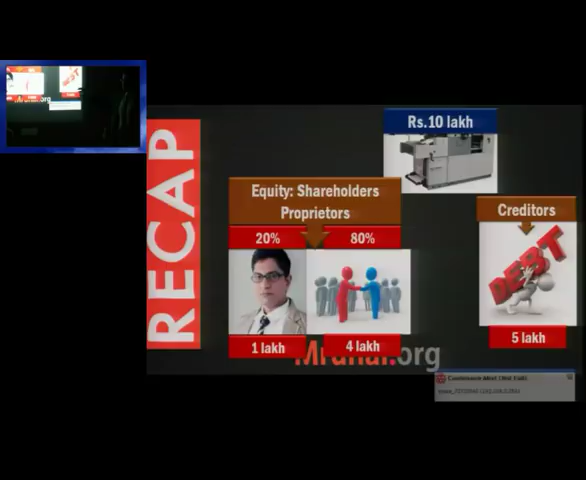 RECAP
Rs.10 lakh
Equity: Shareholders
Proprietors
20%
80%
1 lakh
4 lakh
Creditors
DEBT
5 lakh
Mrunal.org